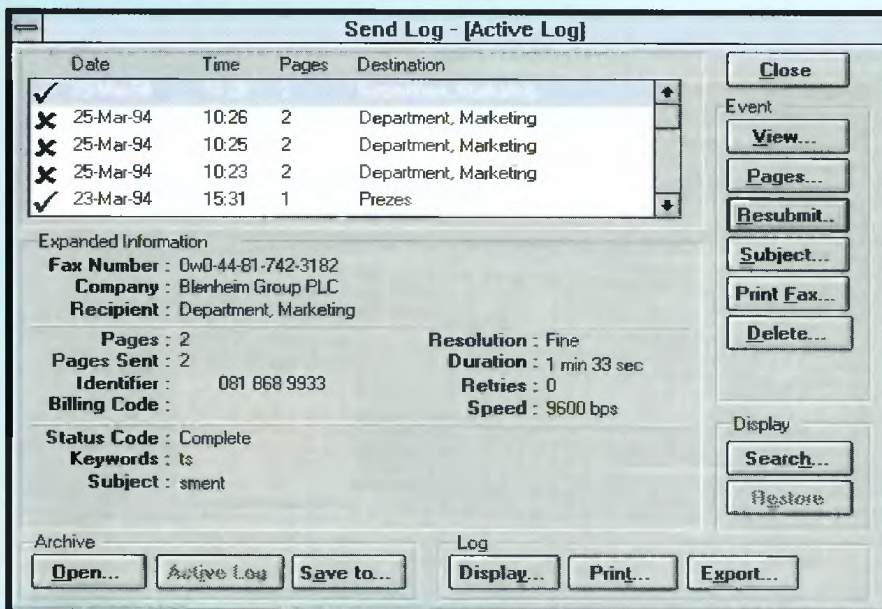 Send Log - [Active Log]
Date Time Pages Destination
25-Mar-94 10:26 2 Department, Marketing
25-Mar-94 10:25 2 Department, Marketing
25-Mar-94 10:23 2 Department, Marketing
23-Mar-94 15:31 1 Prezes
Expanded Information
Fax Number : 0w0-44-81-742-3182
Company : Blenheim Group PLC
Recipient : Department, Marketing
Pages : 2
Pages Sent : 2
Identifier : 081 868 9933
Billing Code :
Resolution : Fine
Duration : 1 min 33 sec
Retries : 0
Speed : 9600 bps
Status Code : Complete
Keywords : ts
Subject : sment
Archive
Open...
Active Log
Save to...
Log
Display...
Print...
Export...
Close
Event
View...
Pages...
Resubmit..
Subject...
Print Fax...
Delete...
Display
Search...
Restore